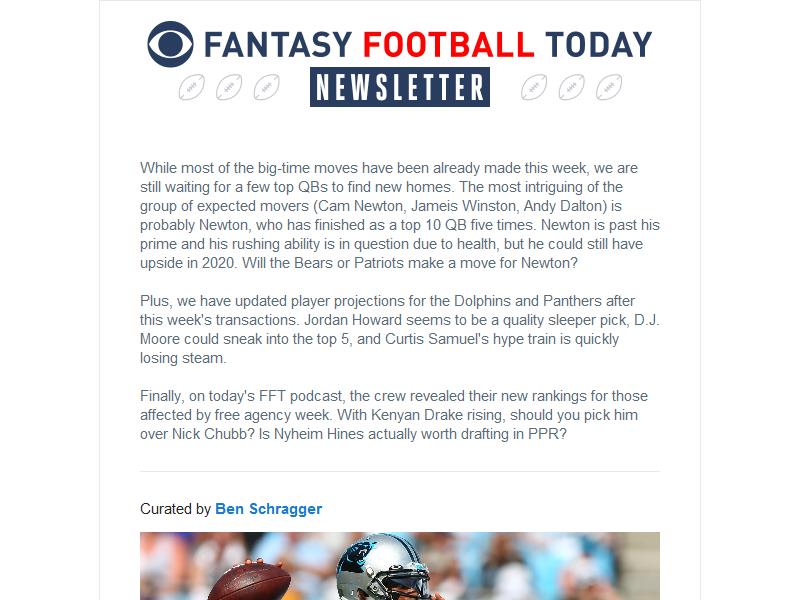 FANTASY FOOTBALL TODAY
NEWSLETTER
While most of the big-time moves have been already made this week, we are
still waiting for a few top QBs to find new homes. The most intriguing of the
group of expected movers (Cam Newton, Jameis Winston, Andy Dalton) is
probably Newton, who has finished as a top 10 QB five times. Newton is past his
prime and his rushing ability is in question due to health, but he could still have
upside in 2020. Will the Bears or Patriots make a move for Newton?
Plus, we have updated player projections for the Dolphins and Panthers after
this week's transactions. Jordan Howard seems to be a quality sleeper pick, D.J.
Moore could sneak into the top 5, and Curtis Samuel's hype train is quickly
losing steam.
Finally, on today's FFT podcast, the crew revealed their new rankings for those
affected by free agency week. With Kenyan Drake rising, should you pick him
over Nick Chubb? Is Nyheim Hines actually worth drafting in PPR?
Curated by Ben Schragger